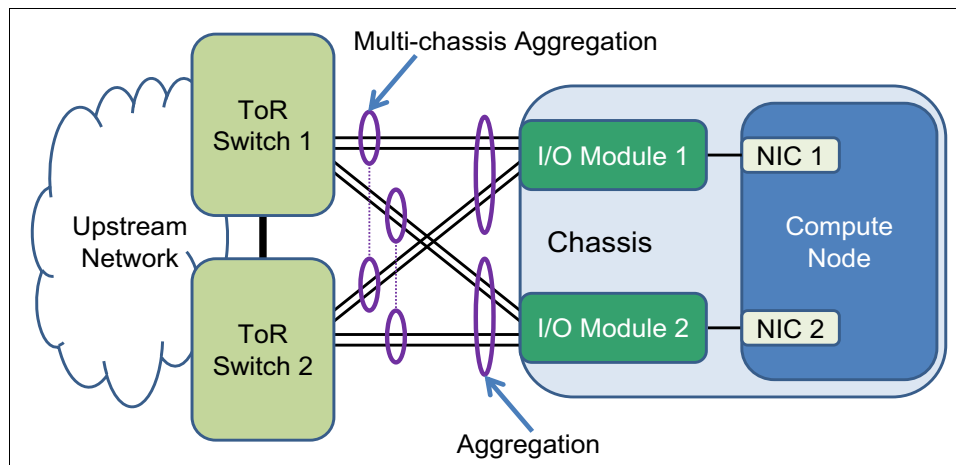 Multi-chassis Aggregation
ToR
Switch 1
I/O Module 1
NIC 1
Upstream
Network
Chassis
Compute
Node
ToR
Switch 2
I/O Module 2
NIC 2
Aggregation